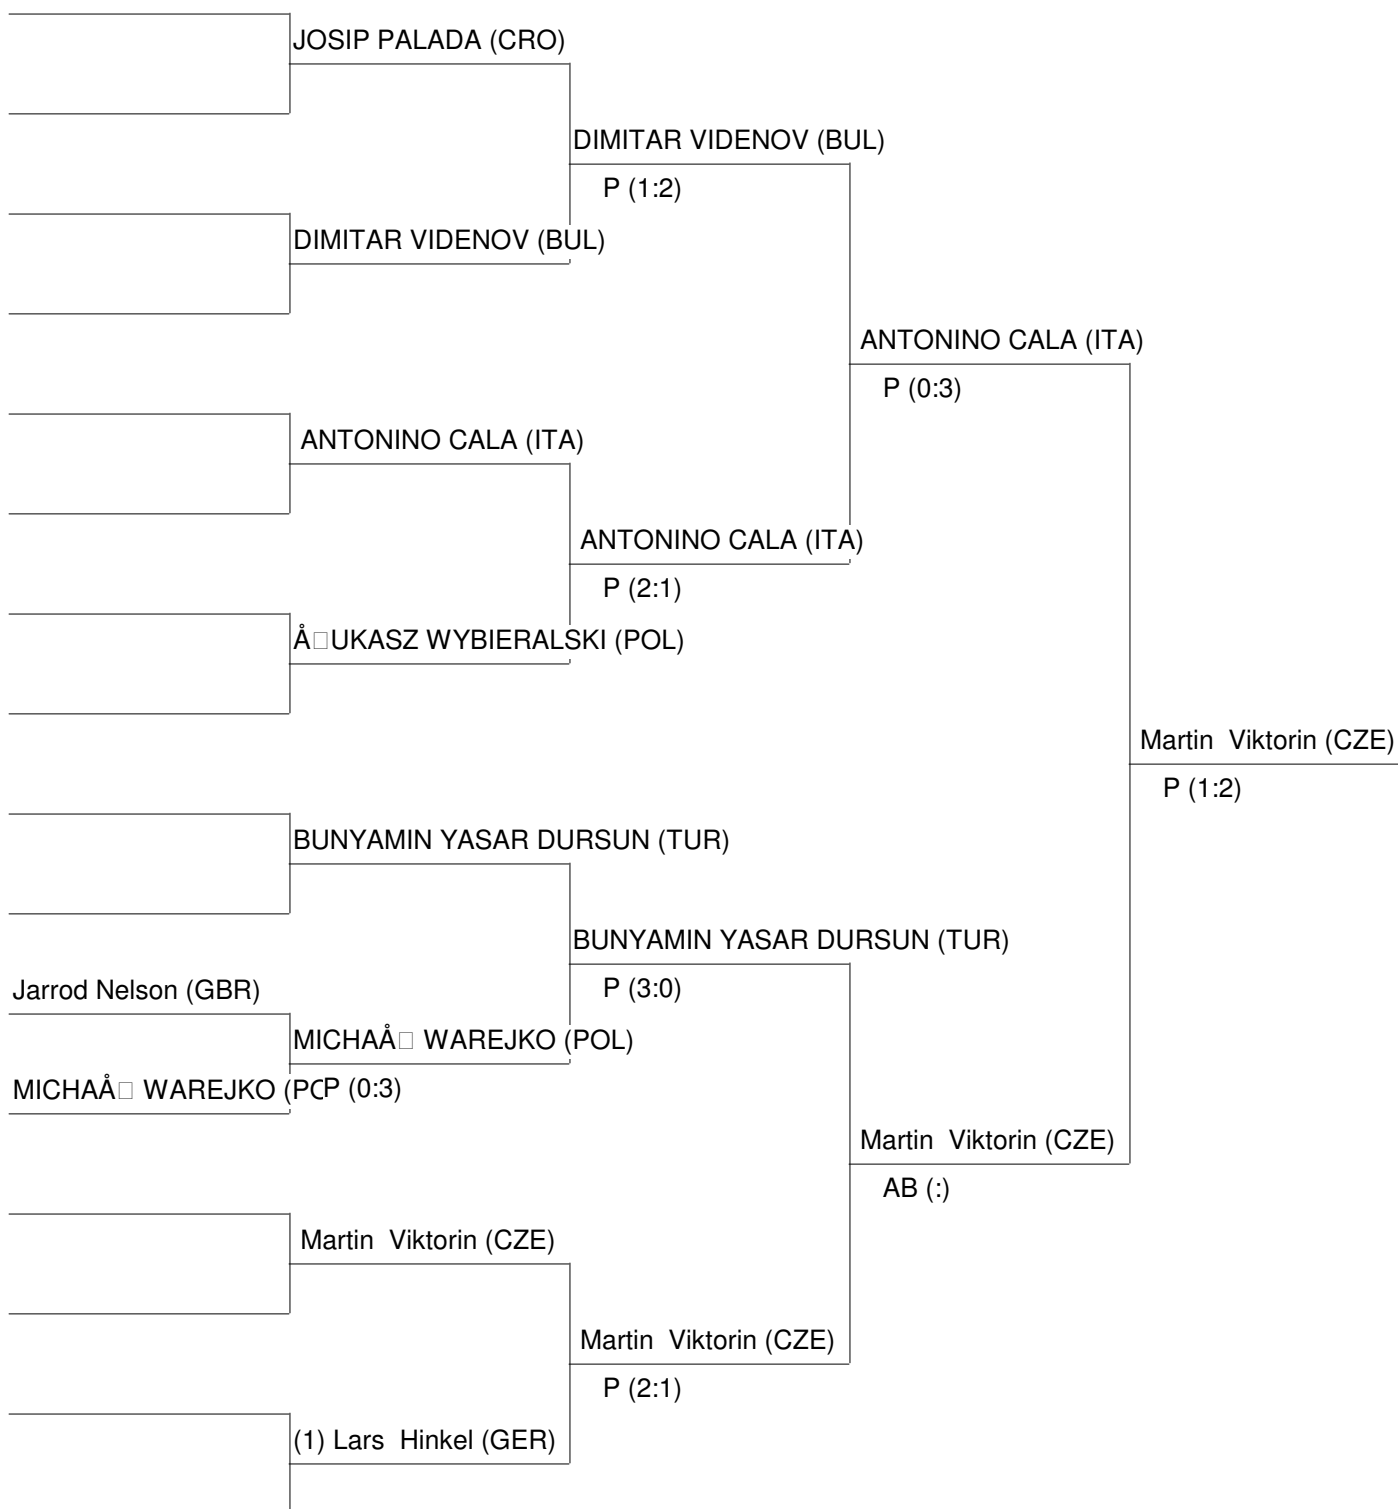 JOSIP PALADA (CRO)
DIMITAR VIDENOV (BUL)
P (1:2)
DIMITAR VIDENOV (BUL)
ANTONINO CALA (ITA)
P (0:3)
ANTONINO CALA (ITA)
ANTONINO CALA (ITA)
P (2:1)
Å□UKASZ WYBIERALSKI (POL)
Martin  Viktorin (CZE)
P (1:2)
BUNYAMIN YASAR DURSUN (TUR)
BUNYAMIN YASAR DURSUN (TUR)
P (3:0)
Jarrod Nelson (GBR)
MICHAÅ□ WAREJKO (POL)
MICHAÅ□ WAREJKO (PO
P (0:3)
Martin  Viktorin (CZE)
AB (:)
Martin  Viktorin (CZE)
Martin  Viktorin (CZE)
P (2:1)
(1) Lars  Hinkel (GER)